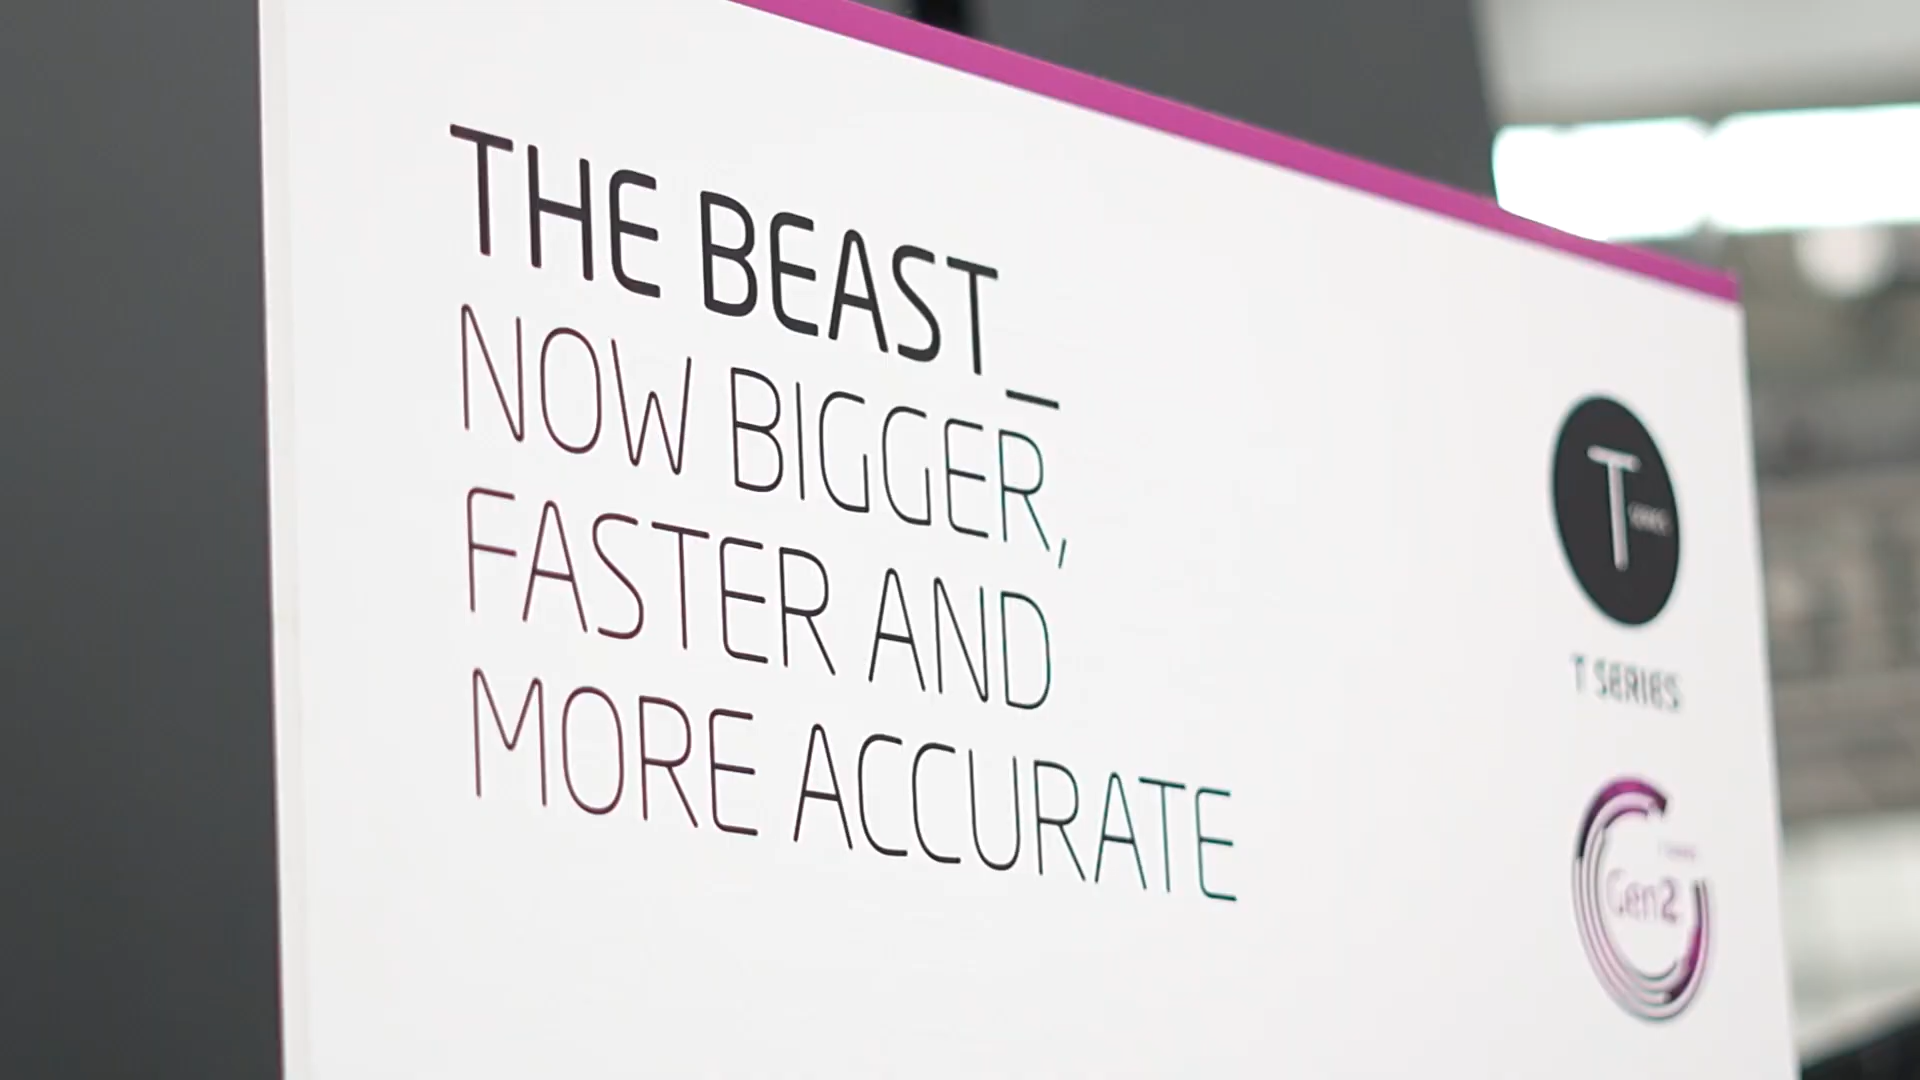 THE BEAST_
NOW BIGGER,
FASTER AND
MORE ACCURATE
T
T SERIES
Gen2